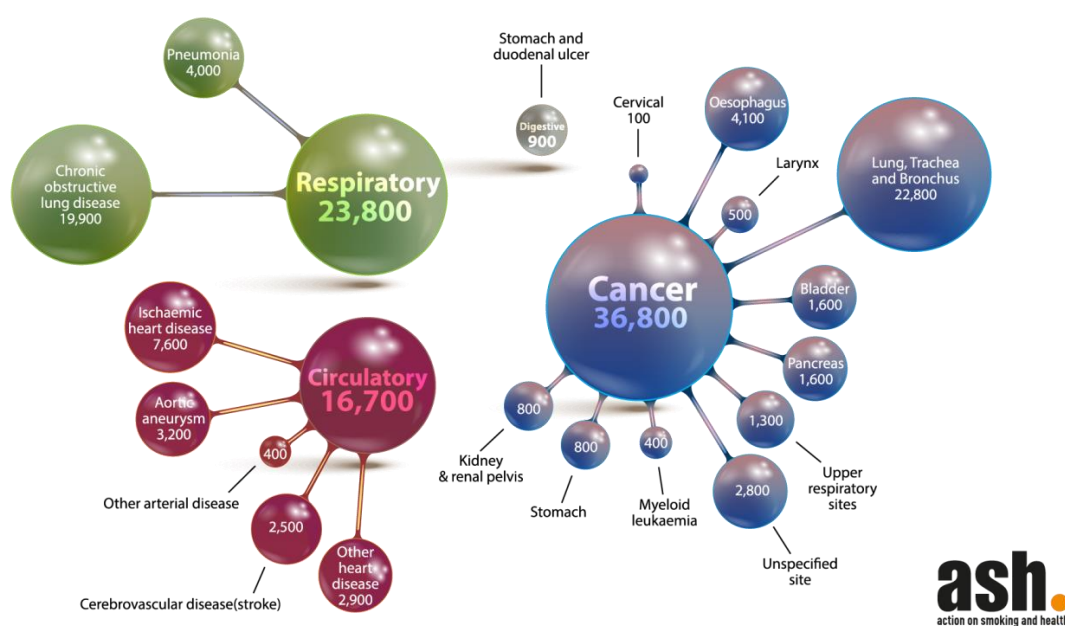 Pneumonia
4,000
Chronic
obstructive
lung disease
19,900
Respiratory
23,800
Stomach and
duodenal ulcer
Digestive
900
Cervical
100
Oesophagus
4,100
Larynx
500
Lung, Trachea
and Bronchus
22,800
Cancer
36,800
Bladder
1,600
Pancreas
1,600
1,300
Upper
respiratory
sites
2,800
Unspecified
site
400
Myeloid
leukaemia
800
Stomach
800
Kidney
& renal pelvis
Ischaemic
heart disease
7,600
Circulatory
16,700
Aortic
aneurysm
3,200
400
Other arterial disease
2,500
Cerebrovascular disease(stroke)
Other
heart
disease
2,900
ash.
action on smoking and health